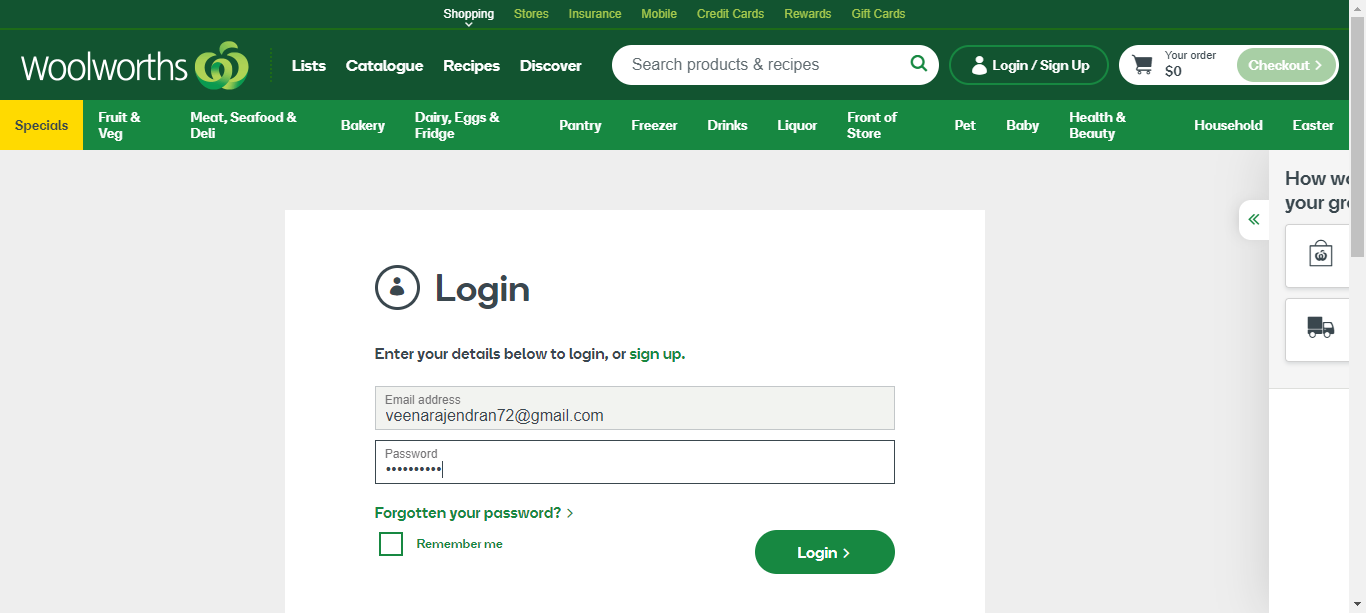 Shopping Stores Insurance Mobile Credit Cards Rewards Gift Cards
Woolworths Lists Catalogue Recipes Discover Search products & recipes Login / Sign Up Your order
$0 Checkout
Specials
Fruit &
Veg
Meat, Seafood &
Deli
Bakery
Dairy, Eggs &
Fridge
Pantry
Freezer
Drinks
Liquor
Front of
Store
Pet
Baby
Health &
Beauty
Household
Easter
How wo
your gro
Login
Enter your details below to login, or sign up.
Email address
veenarajendran72@gmail.com
Password
••••••••••
Forgotten your password? >
Remember me
Login >